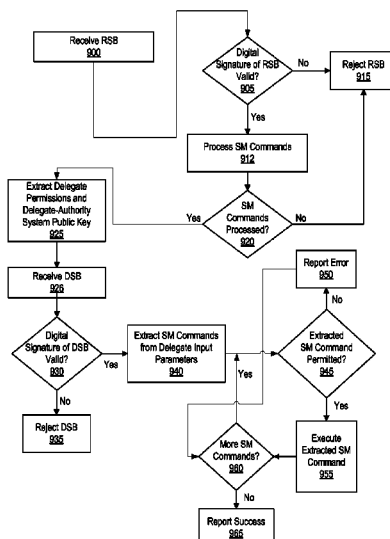 Receive RSB
900
Digital
Signature of RSB
Valid?
905
No
Reject RSB
915
Yes
Process SM Commands
912
SM
Commands
Processed?
920
Yes
No
Extract Delegate
Permissions and
Delegate-Authority
System Public Key
925
Receive DSB
926
Digital
Signature of DSB
Valid?
930
Yes
No
Reject DSB
935
Extract SM Commands
from Delegate Input
Parameters
940
Report Error
950
No
Extracted
SM Command
Permitted?
945
Yes
Yes
Execute
Extracted SM
Command
955
More SM
Commands?
960
No
Report Success
965